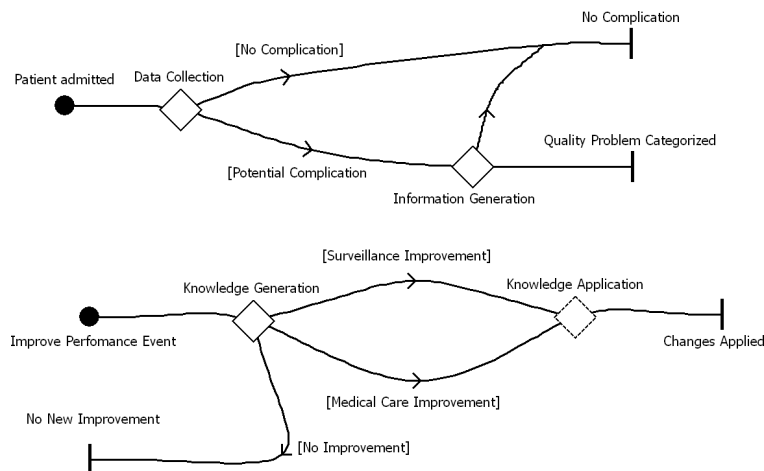 No Complication
[No Complication]
Patient admitted
Data Collection
Quality Problem Categorized
[Potential Complication
Information Generation
[Surveillance Improvement]
Knowledge Generation
Knowledge Application
Improve Perfomance Event
Changes Applied
[Medical Care Improvement]
No New Improvement
[No Improvement]